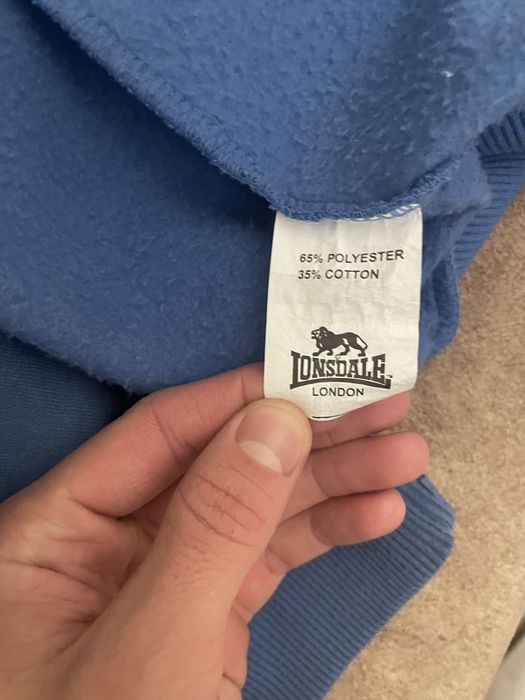 65% POLYESTER
35% COTTON
LONSDALE
LONDON